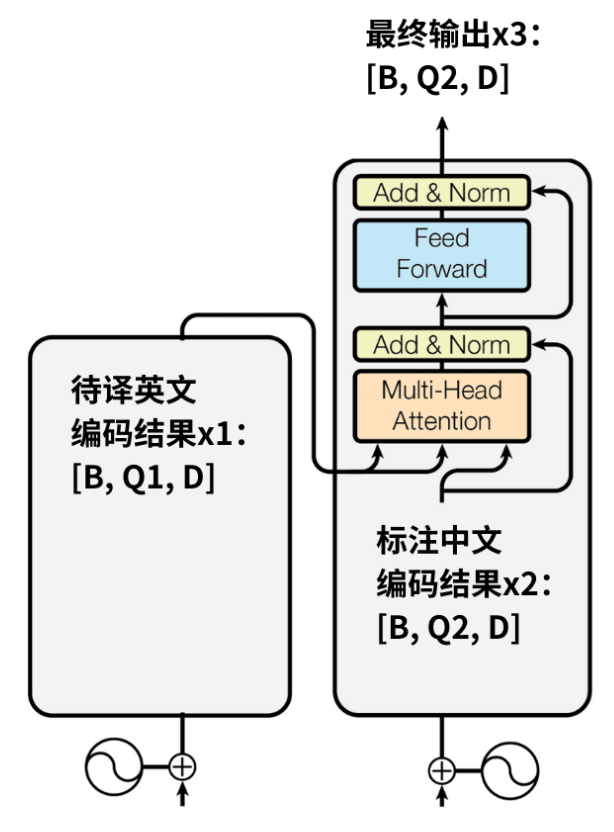 最终输出x3：
[B, Q2, D]
Add & Norm
Feed
Forward
Add & Norm
Multi-Head
Attention
待译英文
编码结果x1：
[B, Q1, D]
标注中文
编码结果x2：
[B, Q2, D]